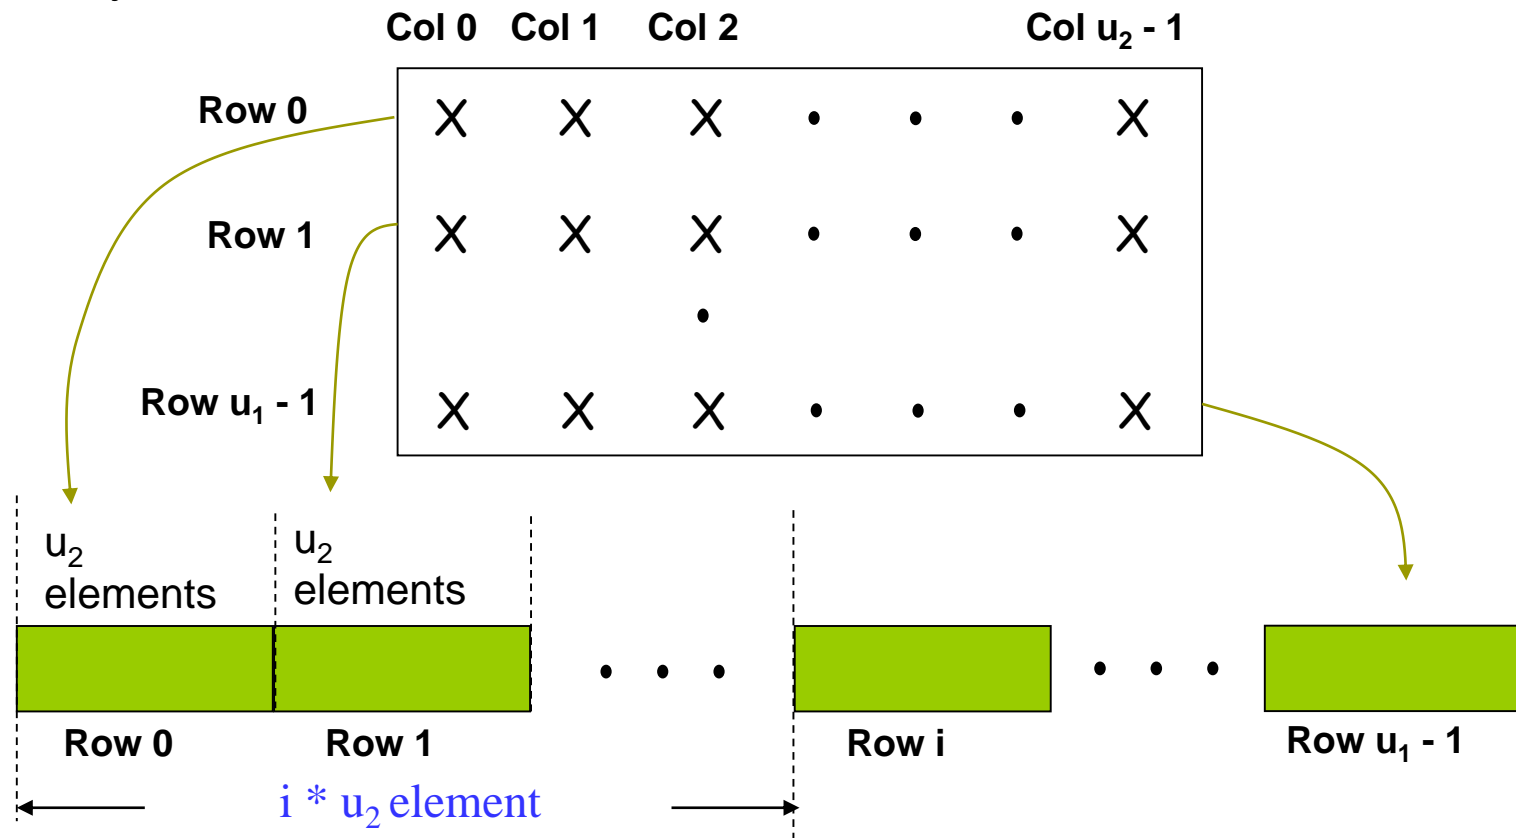 Col 0 Col 1 Col 2 Col u₂ - 1
Row 0 X X X • • • X
Row 1 X X X • • • X
•
Row u₁ - 1 X X X • • • X
u₂ u₂
elements elements
• • • • • •
Row 0 Row 1 Row i Row u₁ - 1
i * u₂ element